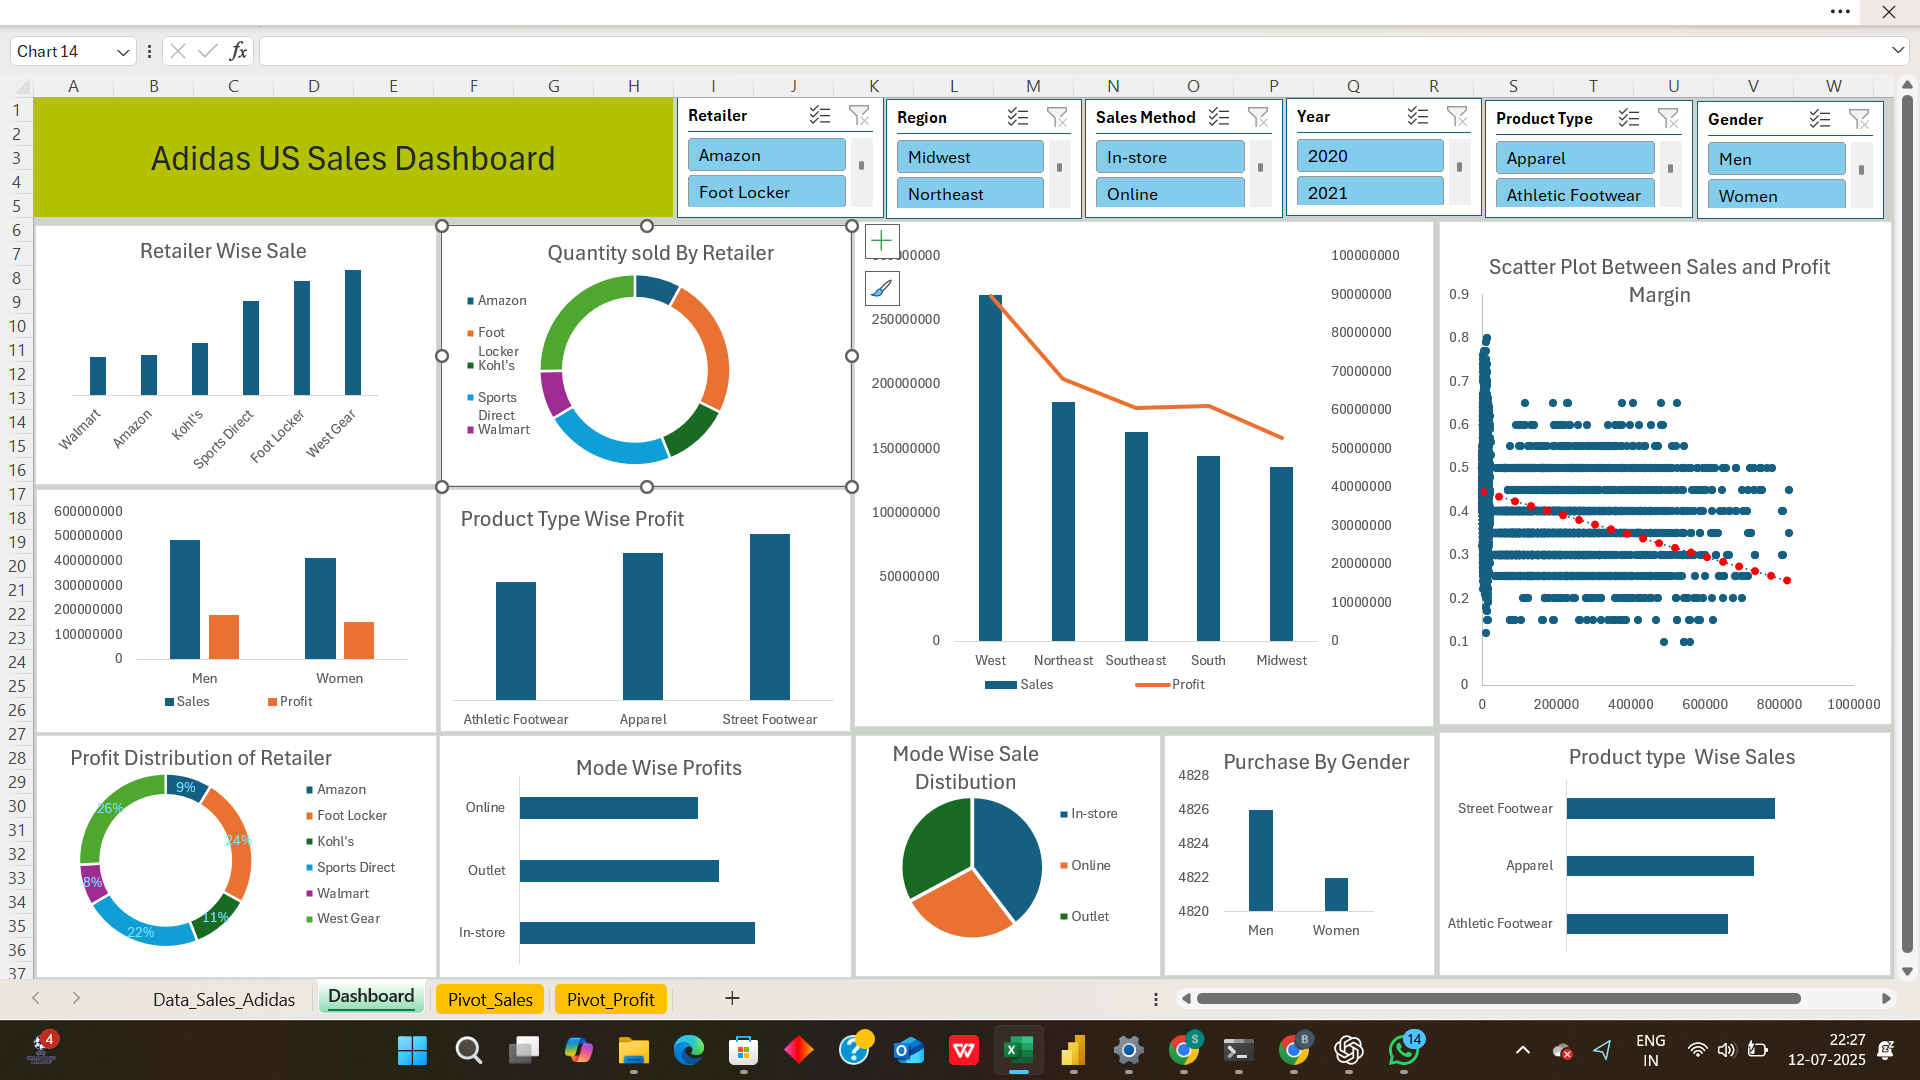 Chart 14
fx
A B C D E F G H I J K L M N O P Q R S T U V W
1
2
3
4
5
6
7
8
9
10
11
12
13
14
15
16
17
18
19
20
21
22
23
24
25
26
27
28
29
30
31
32
33
34
35
36
37
Adidas US Sales Dashboard
Retailer
Amazon
Foot Locker
Region
Midwest
Northeast
Sales Method
In-store
Online
Year
2020
2021
Product Type
Apparel
Athletic Footwear
Gender
Men
Women
Retailer Wise Sale
Walmart
Amazon
Kohl's
Sports Direct
Foot Locker
West Gear
Quantity sold By Retailer
Amazon
Foot
Locker
Kohl's
Sports
Direct
Walmart
250000000
200000000
150000000
100000000
50000000
0
100000000
90000000
80000000
70000000
60000000
50000000
40000000
30000000
20000000
10000000
0
West Northeast Southeast South Midwest
Sales Profit
Scatter Plot Between Sales and Profit
Margin
0.9
0.8
0.7
0.6
0.5
0.4
0.3
0.2
0.1
0
0 200000 400000 600000 800000 1000000
600000000
500000000
400000000
300000000
200000000
100000000
0
Men Women
Sales Profit
Product Type Wise Profit
Athletic Footwear Apparel Street Footwear
Profit Distribution of Retailer
9%
26%
24%
8%
11%
22%
Amazon
Foot Locker
Kohl's
Sports Direct
Walmart
West Gear
Mode Wise Profits
Online
Outlet
In-store
Mode Wise Sale
Distibution
In-store
Online
Outlet
Purchase By Gender
4828
4826
4824
4822
4820
Men Women
Product type  Wise Sales
Street Footwear
Apparel
Athletic Footwear
Data_Sales_Adidas Dashboard Pivot_Sales Pivot_Profit
4
S
B
14
ENG
IN
22:27
12-07-2025